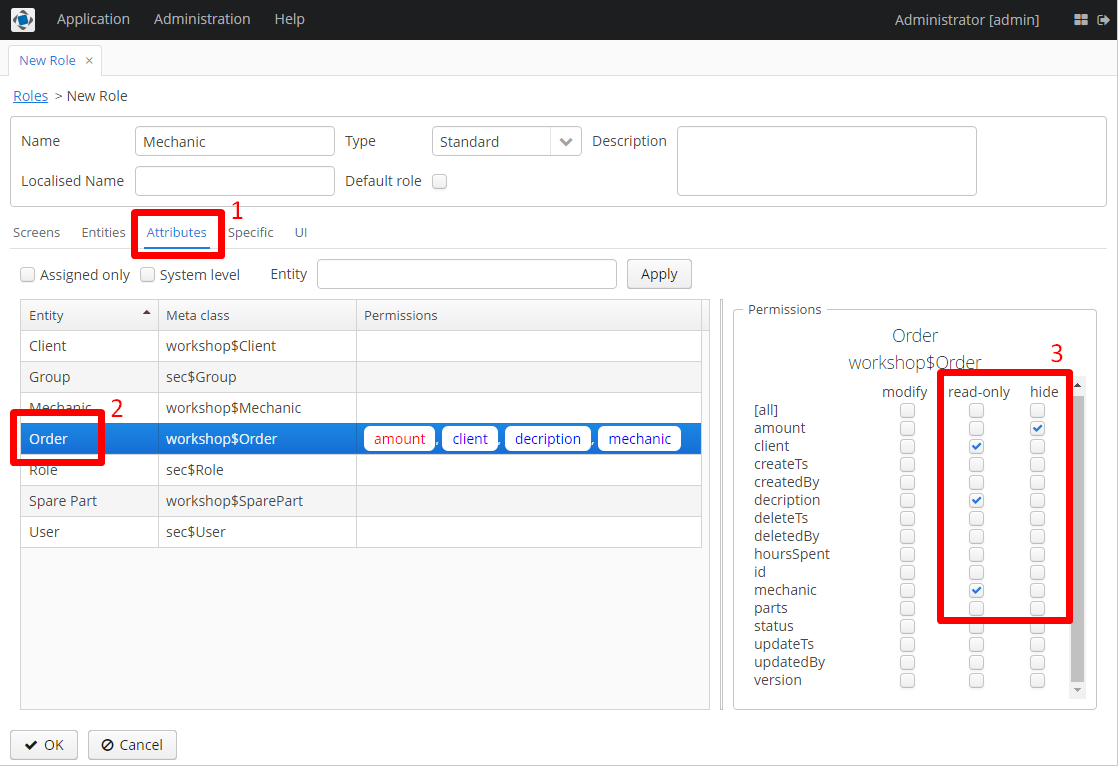 Application Administration Help Administrator [admin]
New Role ×
Roles > New Role
Name Mechanic Type Standard Description
Localised Name Default role
1
Screens Entities Attributes Specific UI
Assigned only System level Entity Apply
Entity Meta class Permissions
Client workshop$Client
Group sec$Group
Mechanic workshop$Mechanic
2
Order workshop$Order amount, client, decription, mechanic
Role sec$Role
Spare Part workshop$SparePart
User sec$User
Permissions
Order
workshop$Order
3
modify read-only hide
[all]
amount
client
createTs
createdBy
decription
deleteTs
deletedBy
hoursSpent
id
mechanic
parts
status
updateTs
updatedBy
version
OK Cancel